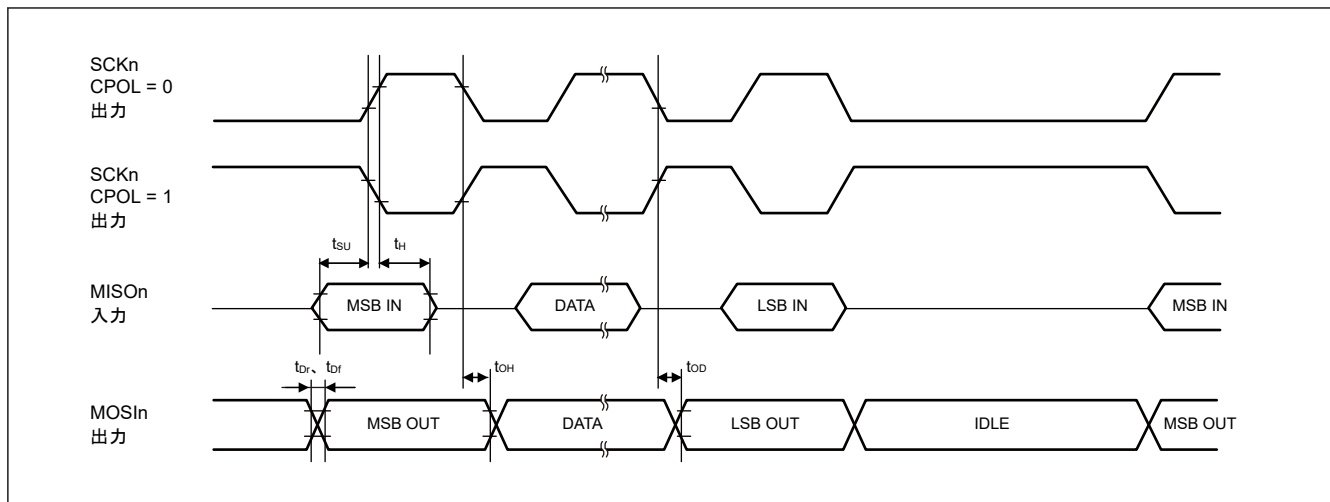 SCKn
CPOL = 0
出力
SCKn
CPOL = 1
出力
tSU
tH
MISOn
入力
MSB IN
DATA
LSB IN
MSB IN
tDr、tDf
tOH
tOD
MOSIn
出力
MSB OUT
DATA
LSB OUT
IDLE
MSB OUT